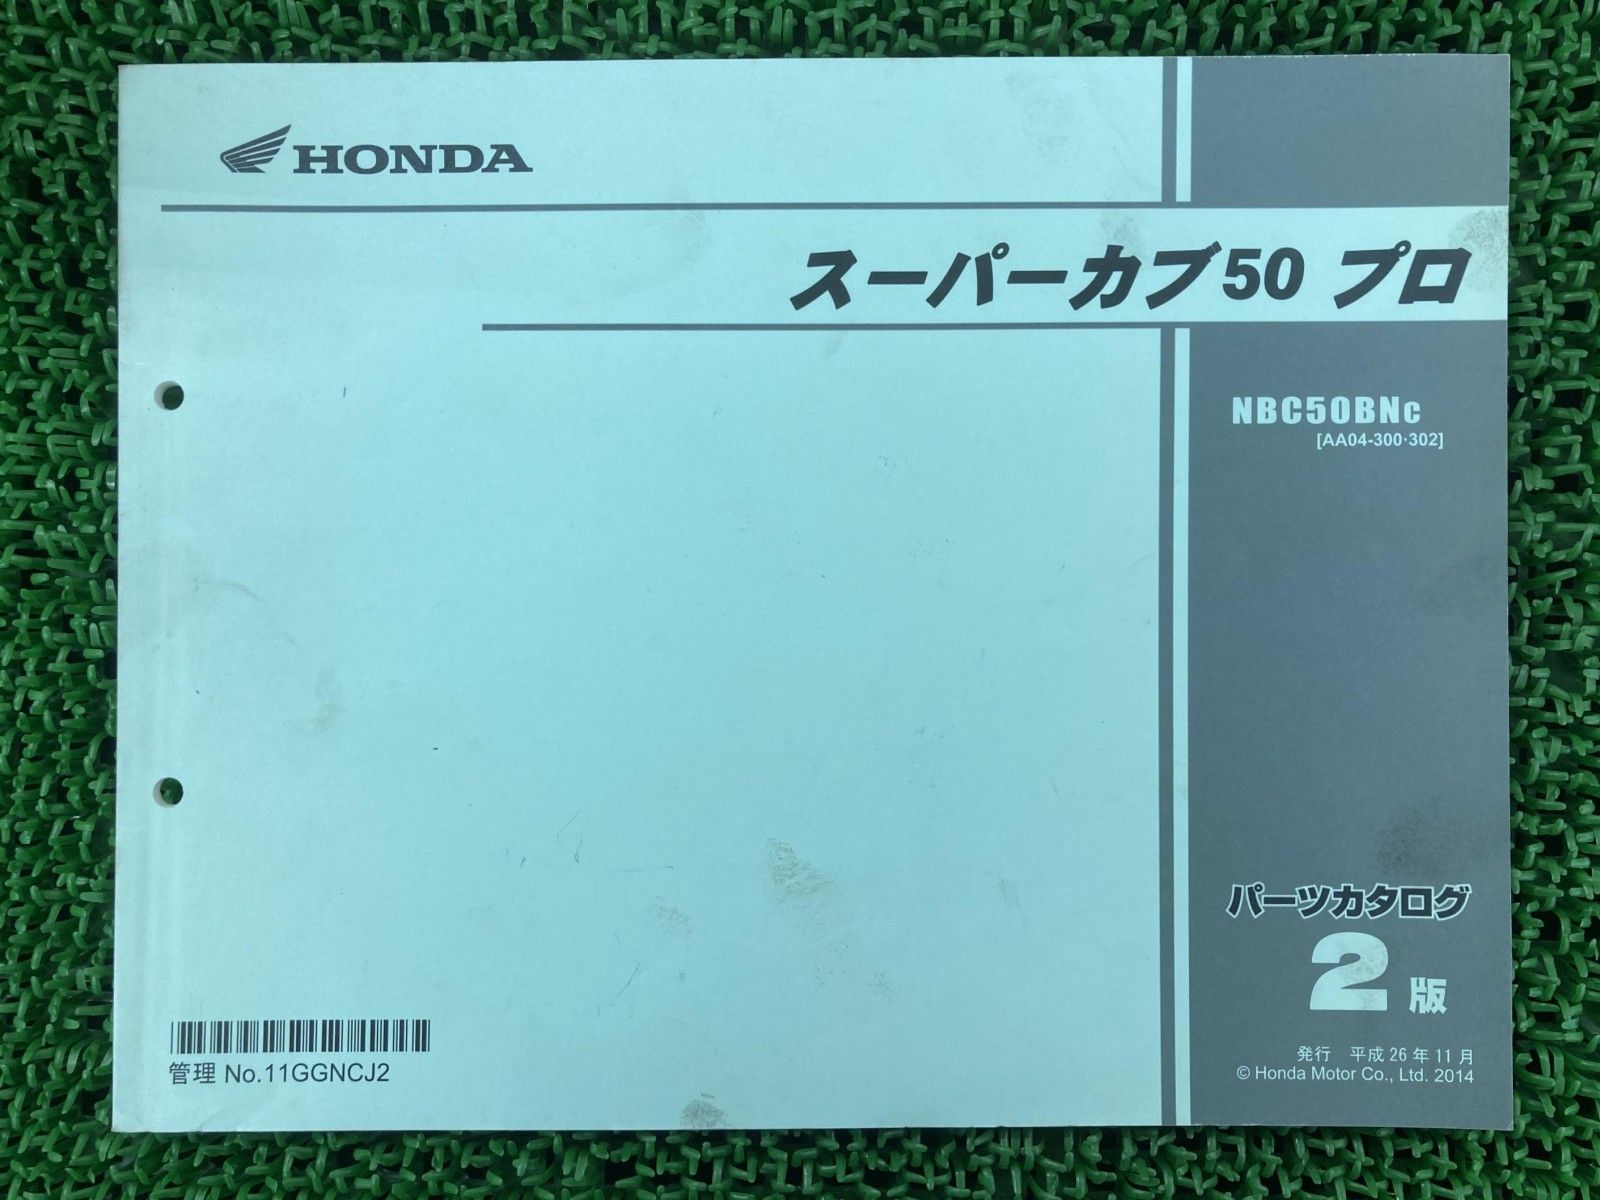 HONDA
スーパーカブ50 プロ
NBC50BNC
[AA04-300·302]
パーツカタログ
2版
発行 平成26年11月
© Honda Motor Co., Ltd. 2014
管理 No.11GGNCJ2